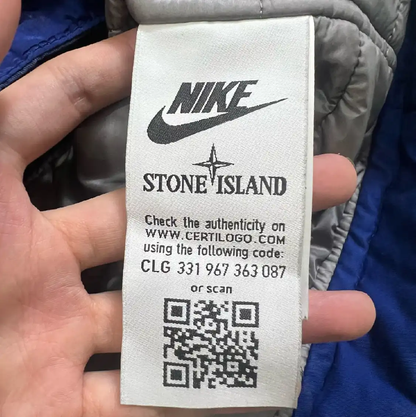 NIKE
STONE ISLAND
Check the authenticity on
WWW.CERTILOGO.COM
using the following code:
CLG 331 967 363 087
or scan